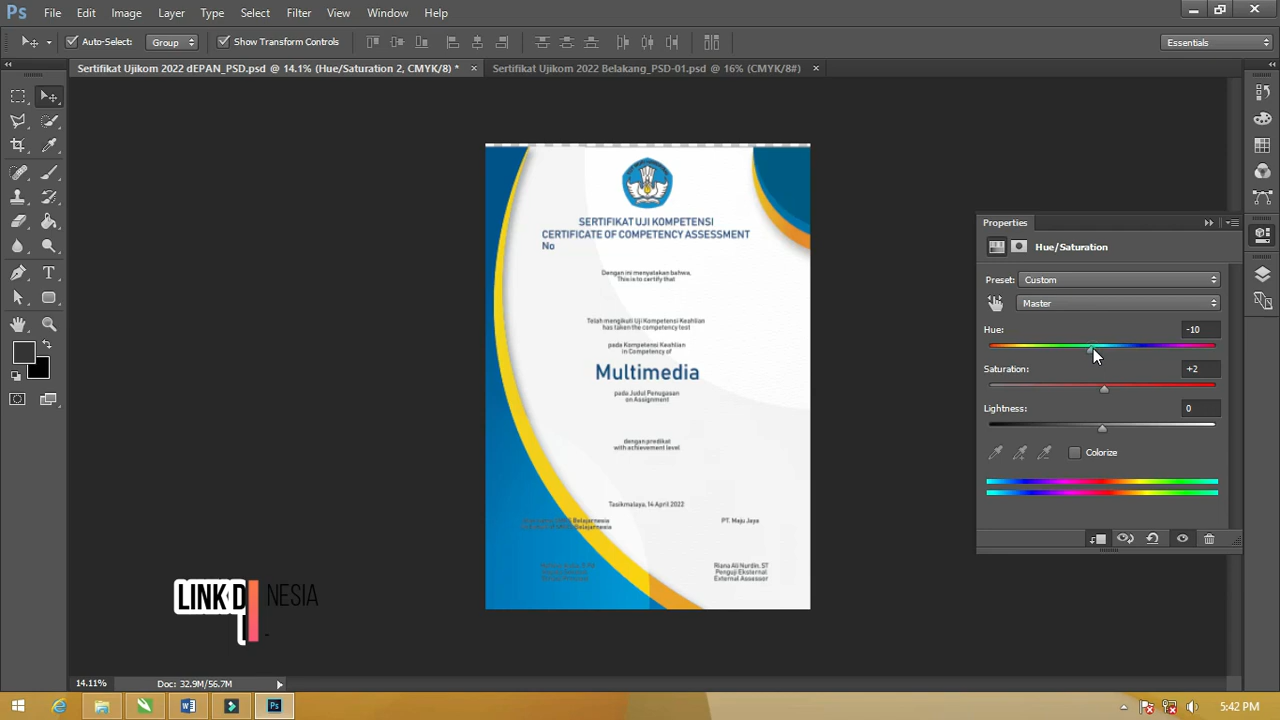 Ps File Edit Image Layer Type Select Filter View Window Help
Auto-Select: Group Show Transform Controls Essentials
Sertifikat Ujikom 2022 dEPAN_PSD.psd @ 14.1% (Hue/Saturation 2, CMYK/8) * × Sertifikat Ujikom 2022 Belakang_PSD-01.psd @ 16% (CMYK/8#) ×
SERTIFIKAT UJI KOMPETENSI
CERTIFICATE OF COMPETENCY ASSESSMENT
No
Dengan ini menyatakan bahwa,
This is to certify that
Telah mengikuti Uji Kompetensi Keahlian
has taken the competency test
pada Kompetensi Keahlian
in Competency of
Multimedia
pada Judul Penugasan
on Assignment
dengan predikat
with achievement level
Tasikmalaya, 14 April 2022
Belajarnesia
Belajarnesia
PT. Maju Jaya
Riana Ali Nurdin, ST
Penguji Eksternal
External Assessor
Properties
Hue/Saturation
Preset: Custom
Master
Hue: -10
Saturation: +2
Lightness: 0
Colorize
LINK D
NESIA
14.11% Doc: 32.9M/56.7M
5:42 PM